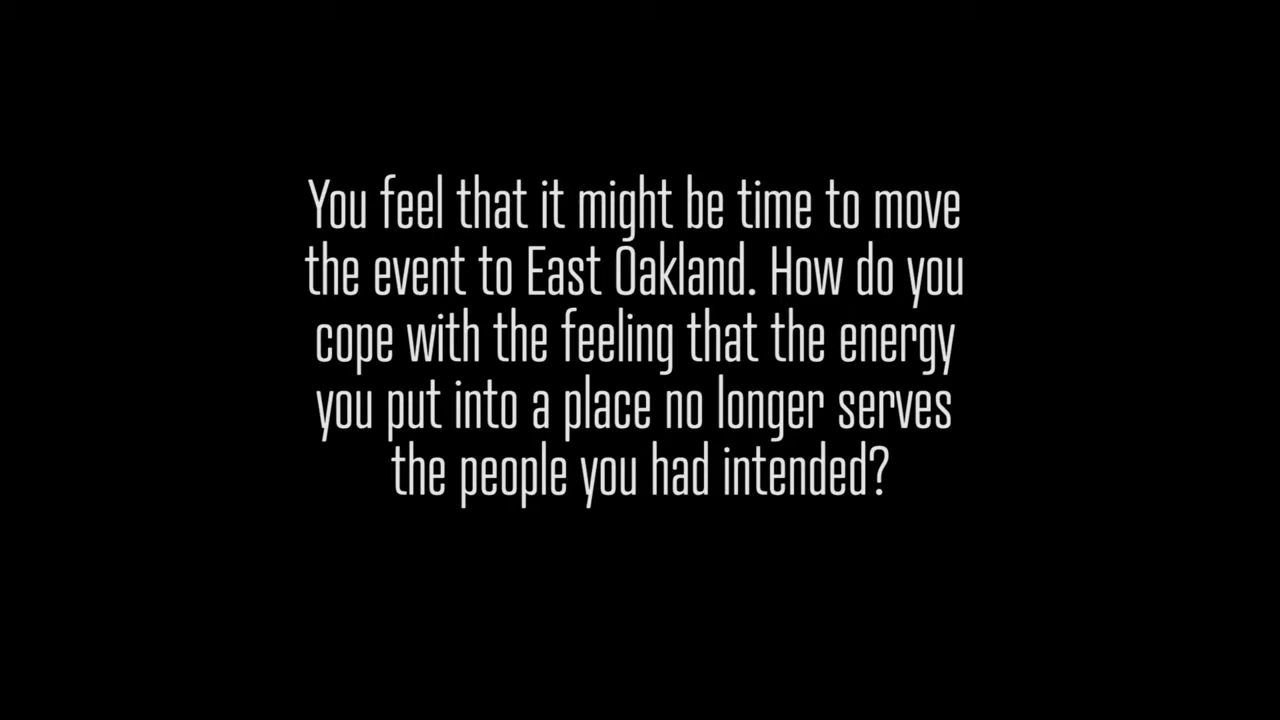 You feel that it might be time to move
the event to East Oakland. How do you
cope with the feeling that the energy
you put into a place no longer serves
the people you had intended?